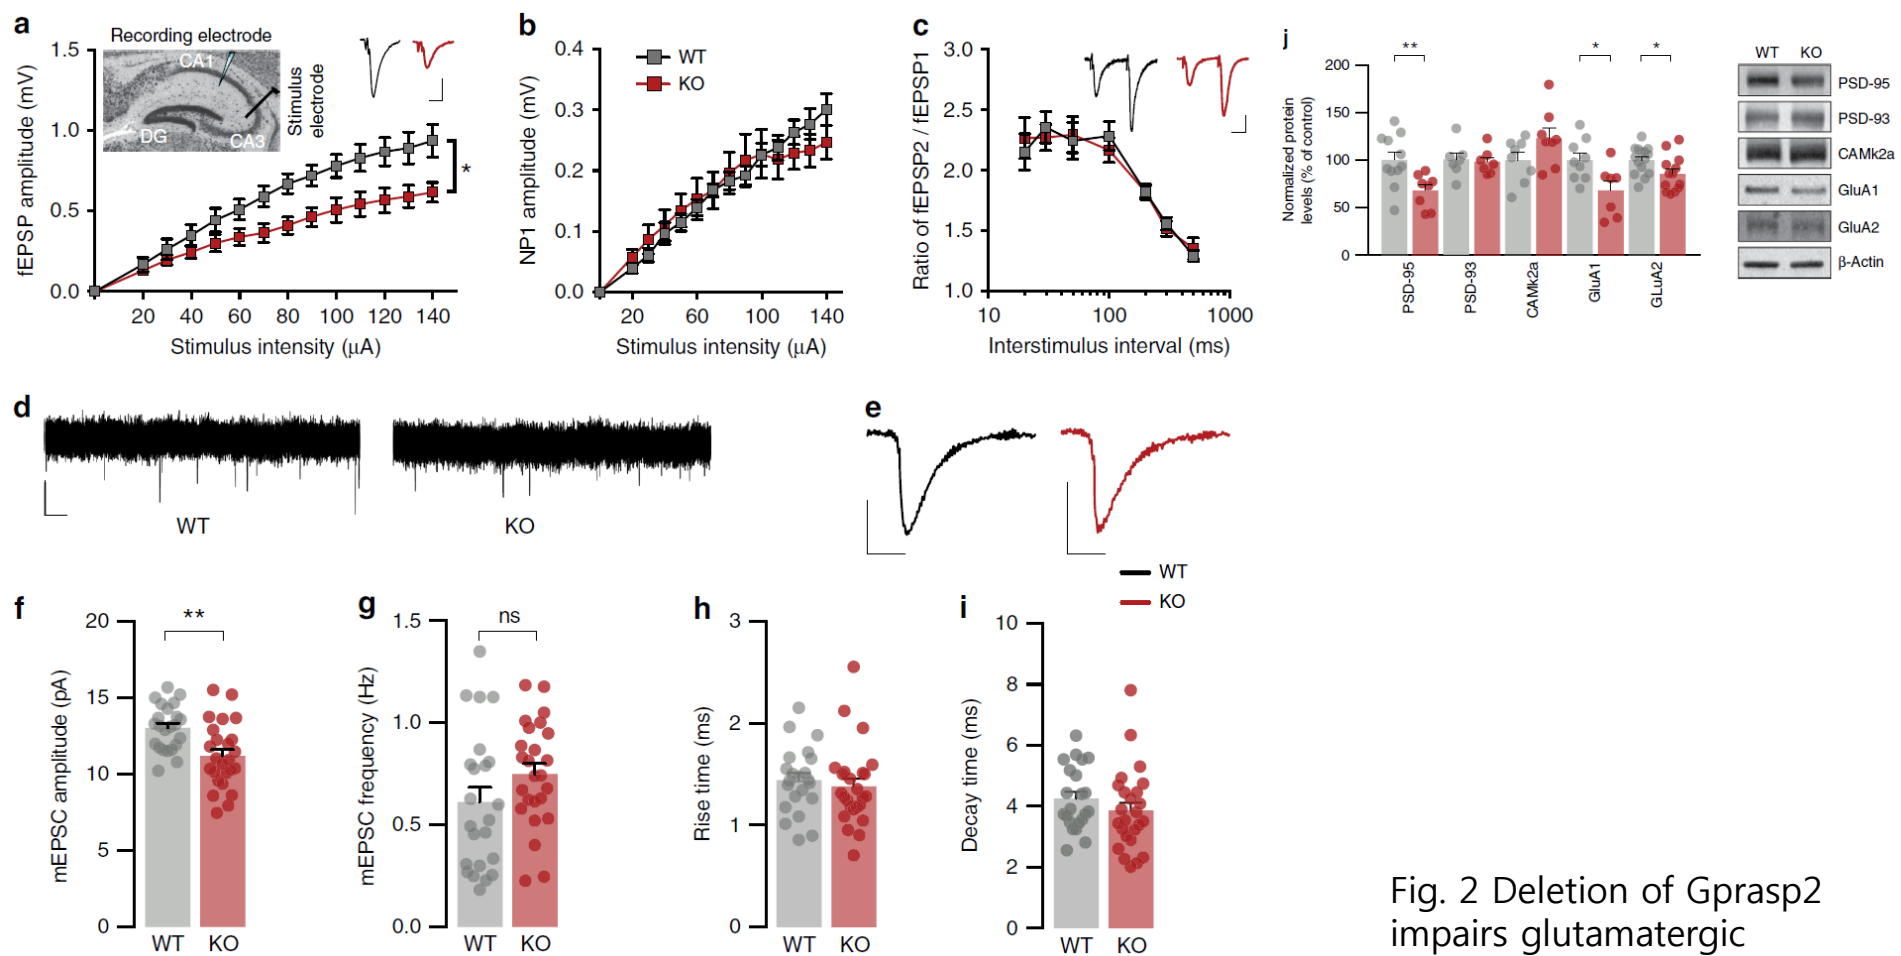 a
Recording electrode
CA1
DG
CA3
Stimulus
electrode
*
fEPSP amplitude (mV)
1.5
1.0
0.5
0.0
20 40 60 80 100 120 140
Stimulus intensity (μA)
b
WT
KO
NP1 amplitude (mV)
0.4
0.3
0.2
0.1
0.0
20 60 100 140
Stimulus intensity (μA)
c
Ratio of fEPSP2 / fEPSP1
3.0
2.5
2.0
1.5
1.0
10 100 1000
Interstimulus interval (ms)
j
Normalized protein
levels (% of control)
200
150
100
50
0
** * *
PSD-95
PSD-93
CAMk2a
GluA1
GLuA2
WT KO
PSD-95
PSD-93
CAMk2a
GluA1
GluA2
β-Actin
d
WT
KO
e
WT
KO
f
mEPSC amplitude (pA)
20
15
10
5
0
**
WT KO
g
mEPSC frequency (Hz)
1.5
1.0
0.5
0.0
ns
WT KO
h
Rise time (ms)
3
2
1
0
WT KO
i
Decay time (ms)
10
8
6
4
2
0
WT KO
Fig. 2 Deletion of Gprasp2
impairs glutamatergic